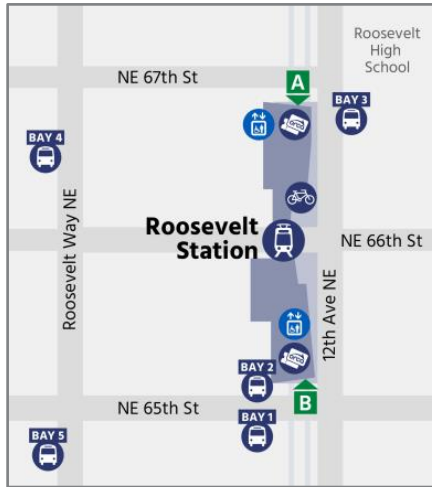 Roosevelt
High
School
NE 67th St
A
BAY 3
BAY 4
Roosevelt Way NE
Roosevelt
Station
NE 66th St
12th Ave NE
BAY 2
B
NE 65th St
BAY 1
BAY 5